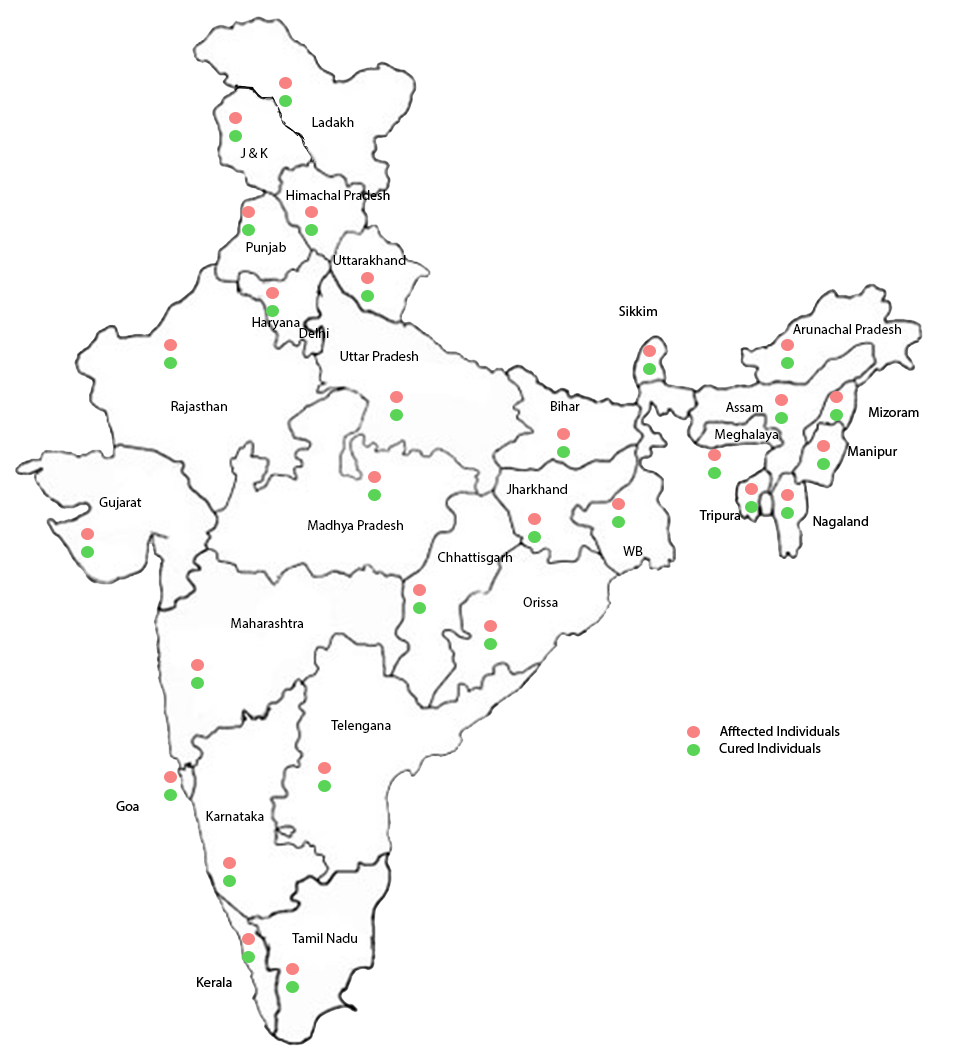 Ladakh
J & K
Himachal Pradesh
Punjab
Uttarakhand
Sikkim
Haryana
Delhi
Arunachal Pradesh
Uttar Pradesh
Rajasthan
Bihar
Assam
Mizoram
Meghalaya
Manipur
Jharkhand
Gujarat
Madhya Pradesh
Tripura
Nagaland
WB
Chhattisgarh
Orissa
Maharashtra
Telengana
Afftected Individuals
Cured Individuals
Goa
Karnataka
Tamil Nadu
Kerala